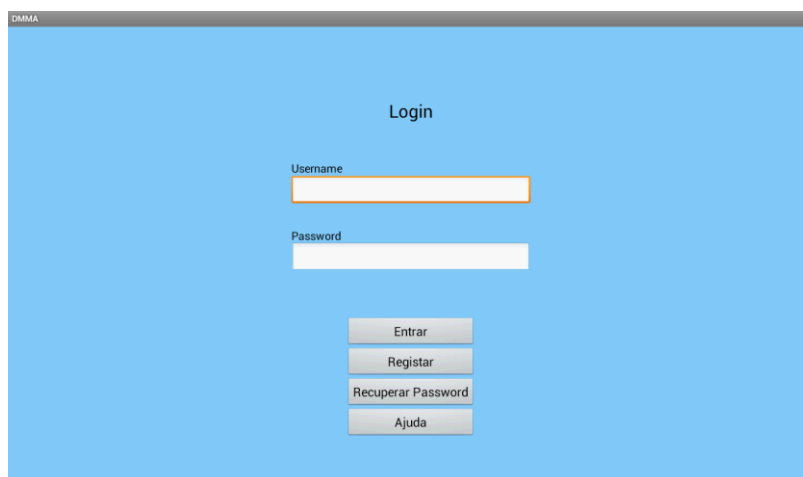 DMMA
Login
Username
Password
Entrar
Registar
Recuperar Password
Ajuda